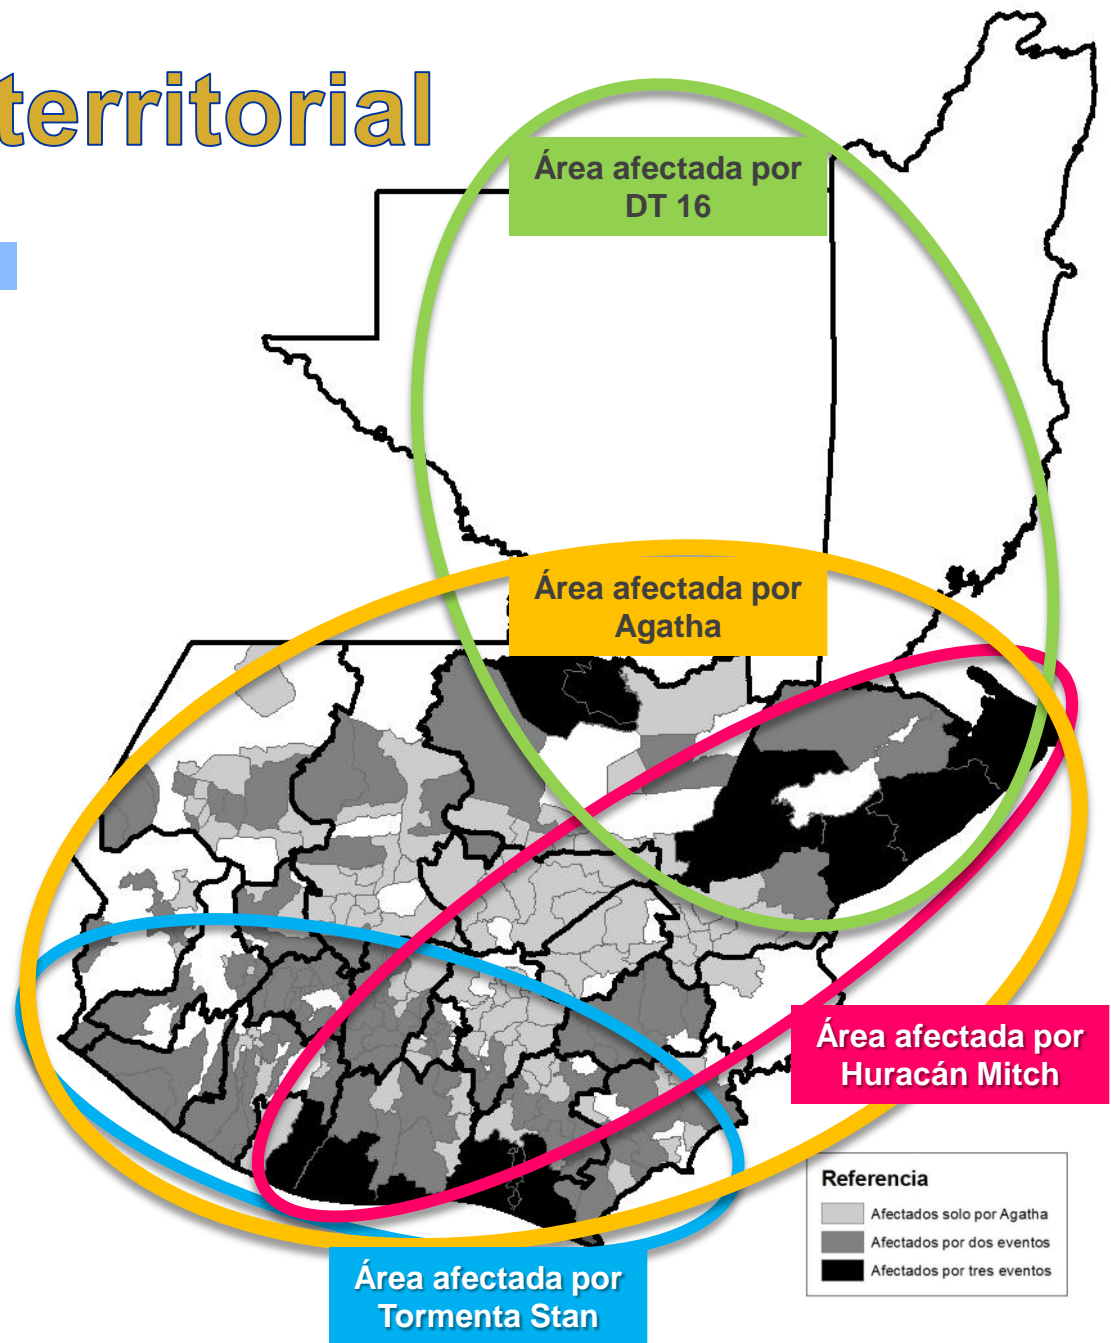 territorial
Área afectada por
DT 16
Área afectada por
Agatha
Área afectada por
Huracán Mitch
Referencia
Afectados solo por Agatha
Afectados por dos eventos
Afectados por tres eventos
Área afectada por
Tormenta Stan